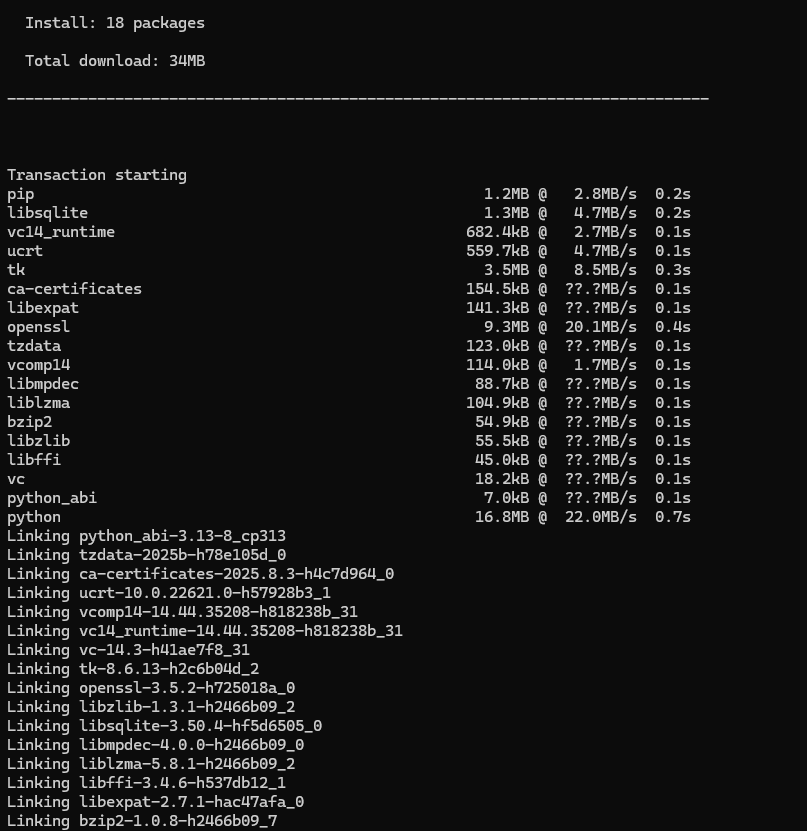 Install: 18 packages
Total download: 34MB
──────────────────────────────────────────────────────────────────────────────
Transaction starting
pip 1.2MB @ 2.8MB/s 0.2s
libsqlite 1.3MB @ 4.7MB/s 0.2s
vc14_runtime 682.4kB @ 2.7MB/s 0.1s
ucrt 559.7kB @ 4.7MB/s 0.1s
tk 3.5MB @ 8.5MB/s 0.3s
ca-certificates 154.5kB @ ??.?MB/s 0.1s
libexpat 141.3kB @ ??.?MB/s 0.1s
openssl 9.3MB @ 20.1MB/s 0.4s
tzdata 123.0kB @ ??.?MB/s 0.1s
vcomp14 114.0kB @ 1.7MB/s 0.1s
libmpdec 88.7kB @ ??.?MB/s 0.1s
liblzma 104.9kB @ ??.?MB/s 0.1s
bzip2 54.9kB @ ??.?MB/s 0.1s
libzlib 55.5kB @ ??.?MB/s 0.1s
libffi 45.0kB @ ??.?MB/s 0.1s
vc 18.2kB @ ??.?MB/s 0.1s
python_abi 7.0kB @ ??.?MB/s 0.1s
python 16.8MB @ 22.0MB/s 0.7s
Linking python_abi-3.13-8_cp313
Linking tzdata-2025b-h78e105d_0
Linking ca-certificates-2025.8.3-h4c7d964_0
Linking ucrt-10.0.22621.0-h57928b3_1
Linking vcomp14-14.44.35208-h818238b_31
Linking vc14_runtime-14.44.35208-h818238b_31
Linking vc-14.3-h41ae7f8_31
Linking tk-8.6.13-h2c6b04d_2
Linking openssl-3.5.2-h725018a_0
Linking libzlib-1.3.1-h2466b09_2
Linking libsqlite-3.50.4-hf5d6505_0
Linking libmpdec-4.0.0-h2466b09_0
Linking liblzma-5.8.1-h2466b09_2
Linking libffi-3.4.6-h537db12_1
Linking libexpat-2.7.1-hac47afa_0
Linking bzip2-1.0.8-h2466b09_7